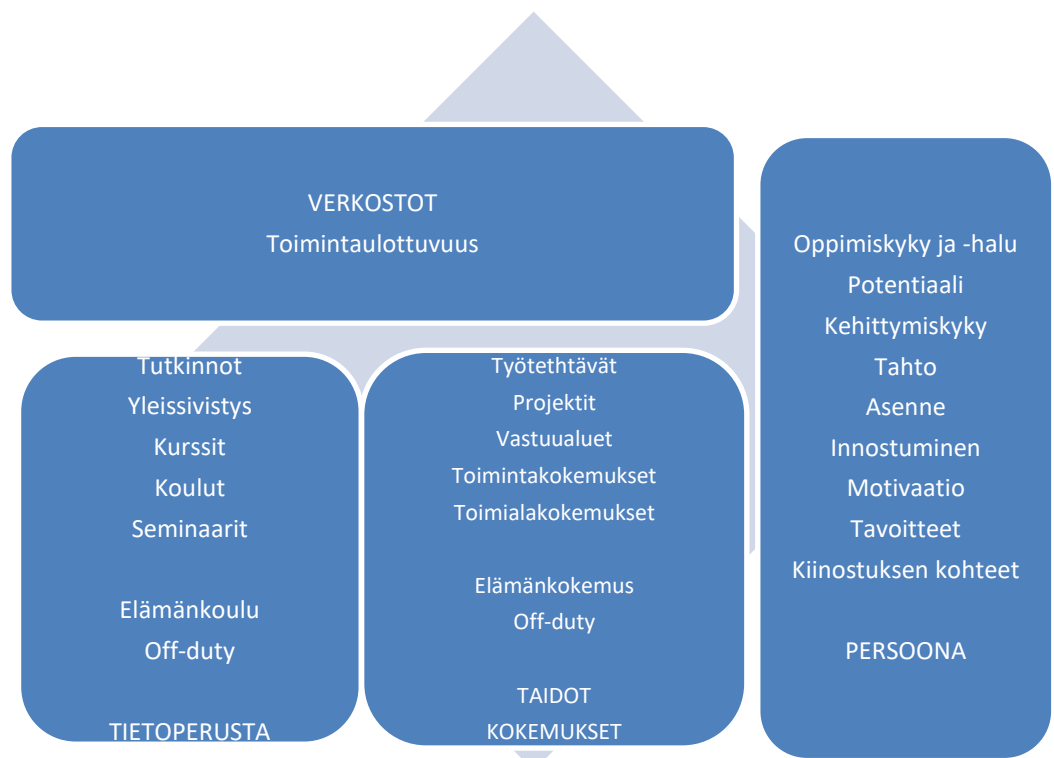 VERKOSTOT
Toimintaulottuvuus
Tutkinnot
Yleissivistys
Kurssit
Koulut
Seminaarit
Elämänkoulu
Off-duty
TIETOPERUSTA
Työtehtävät
Projektit
Vastuualuet
Toimintakokemukset
Toimialakokemukset
Elämänkokemus
Off-duty
TAIDOT
KOKEMUKSET
Oppimiskyky ja -halu
Potentiaali
Kehittymiskyky
Tahto
Asenne
Innostuminen
Motivaatio
Tavoitteet
Kiinostuksen kohteet
PERSOONA